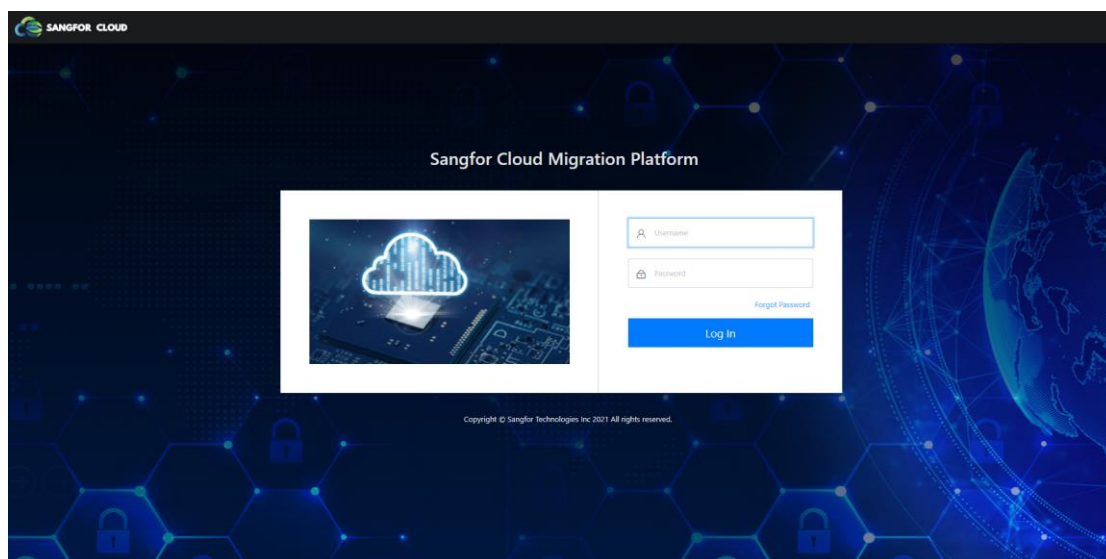 SANGFOR CLOUD
Sangfor Cloud Migration Platform
Username
Password
Forgot Password
Log In
Copyright © Sangfor Technologies Inc 2021 All rights reserved.